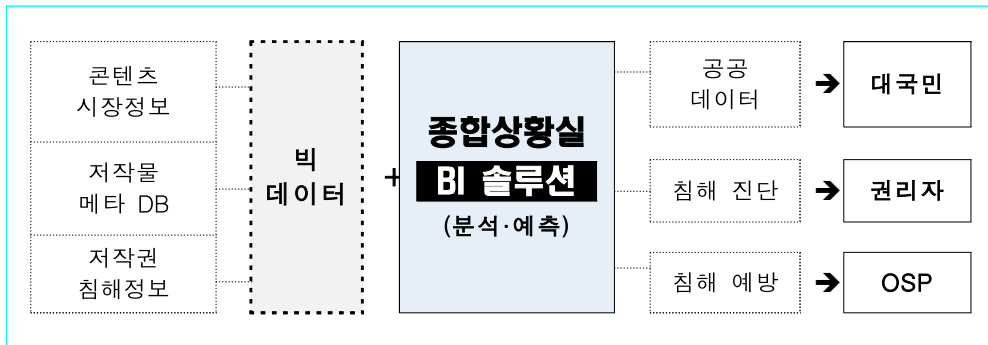 콘텐츠
시장정보
저작물
메타 DB
저작권
침해정보
빅
데이터
+
종합상황실
BI 솔루션
(분석·예측)
공공
데이터
➔
대국민
침해 진단
➔
권리자
침해 예방
➔
OSP